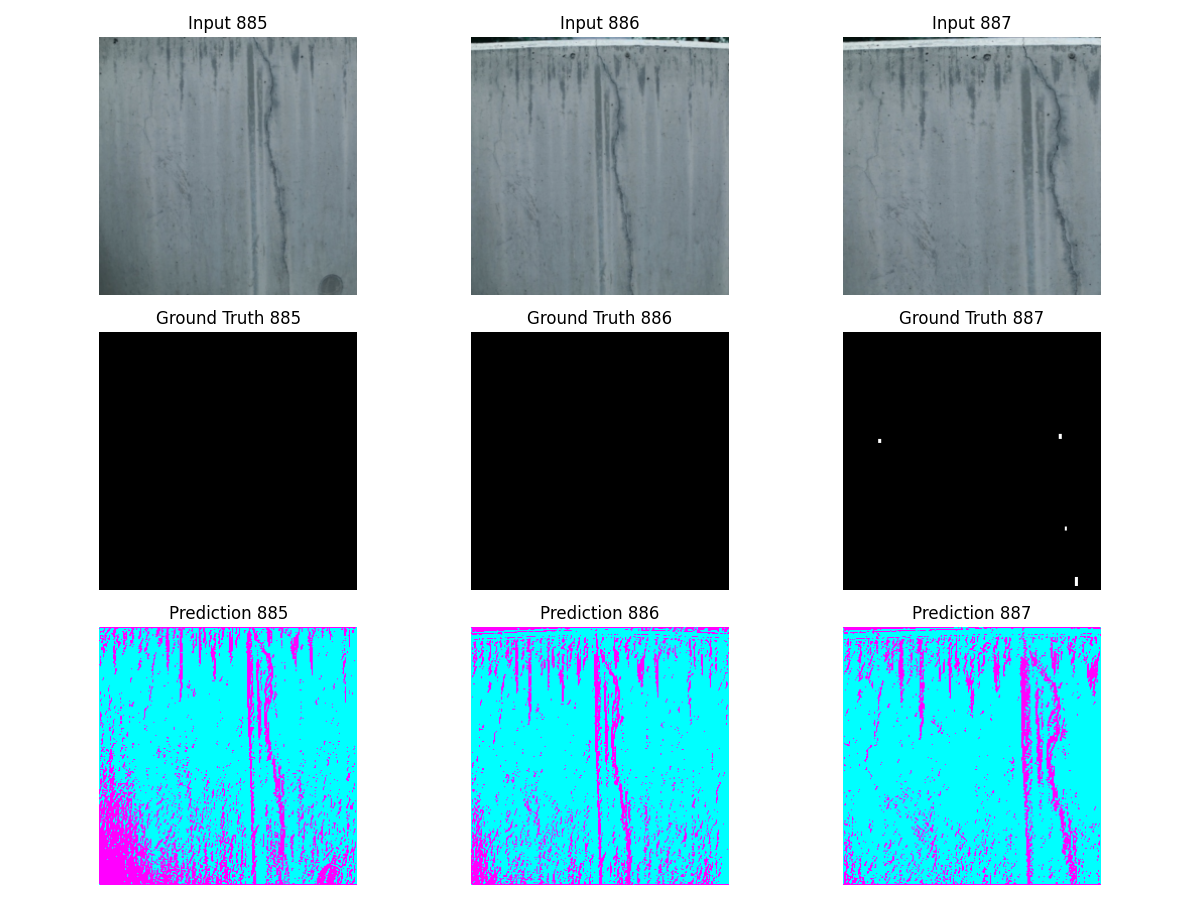 Input 885
Input 886
Input 887
Ground Truth 885
Ground Truth 886
Ground Truth 887
Prediction 885
Prediction 886
Prediction 887